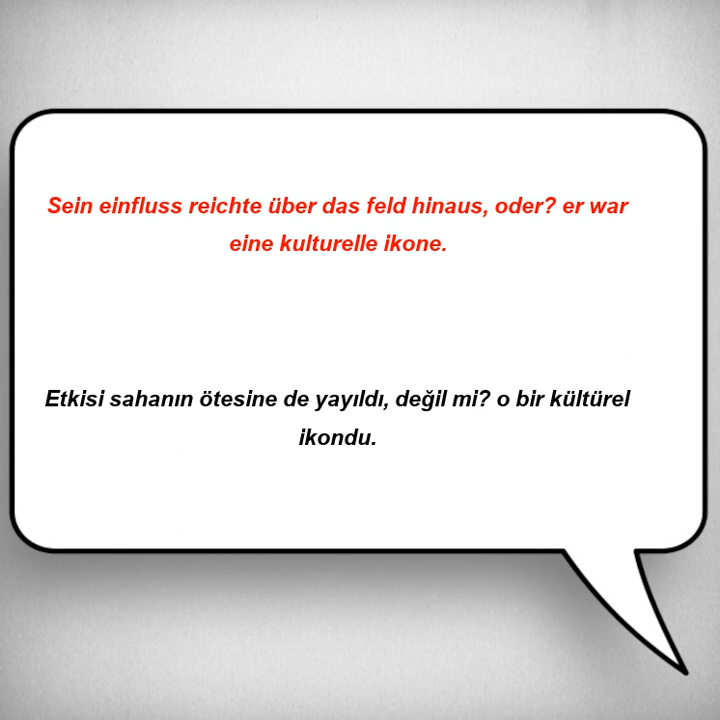 Sein einfluss reichte über das feld hinaus, oder? er war
eine kulturelle ikone.
Etkisi sahanın ötesine de yayıldı, değil mi? o bir kültürel
ikondu.